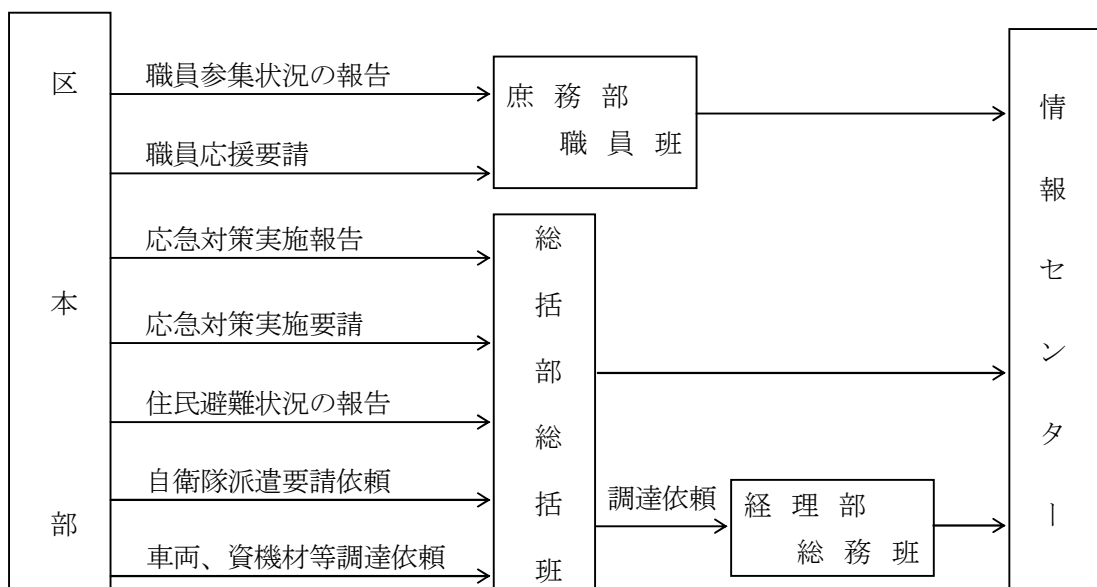 区本部
職員参集状況の報告
職員応援要請
応急対策実施報告
応急対策実施要請
住民避難状況の報告
自衛隊派遣要請依頼
車両、資機材等調達依頼
庶務部
職員班
総括部総括班
調達依頼
経理部
総務班
情報センター